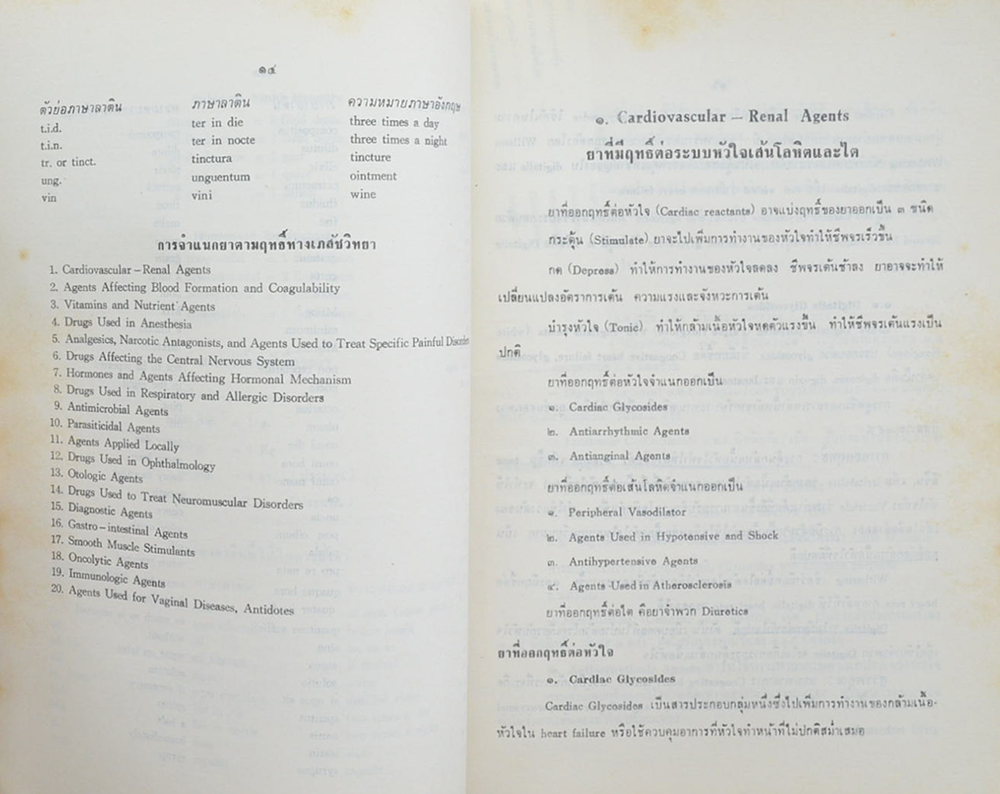 ๑๔
ตัวย่อภาษาลาติน ภาษาลาติน ความหมายภาษาอังกฤษ
t.i.d. ter in die three times a day
t.i.n. ter in nocte three times a night
tr. or tinct. tinctura tincture
ung. unguentum ointment
vin vini wine
การจำแนกยาตามฤทธิ์ทางเภสัชวิทยา
1. Cardiovascular – Renal Agents
2. Agents Affecting Blood Formation and Coagulability
3. Vitamins and Nutrient Agents
4. Drugs Used in Anesthesia
5. Analgesics, Narcotic Antagonists, and Agents Used to Treat Specific Painful Disorders
6. Drugs Affecting the Central Nervous System
7. Hormones and Agents Affecting Hormonal Mechanism
8. Drugs Used in Respiratory and Allergic Disorders
9. Antimicrobial Agents
10. Parasiticidal Agents
11. Agents Applied Locally
12. Drugs Used in Ophthalmology
13. Otologic Agents
14. Drugs Used to Treat Neuromuscular Disorders
15. Diagnostic Agents
16. Gastro – intestinal Agents
17. Smooth Muscle Stimulants
18. Oncolytic Agents
19. Immunologic Agents
20. Agents Used for Vaginal Diseases, Antidotes
๑. Cardiovascular – Renal Agents
ยาที่มีฤทธิ์ต่อระบบหัวใจเส้นโลหิตและไต
ยาที่ออกฤทธิ์ต่อหัวใจ (Cardiac reactants) อาจแบ่งฤทธิ์ของยาออกเป็น ๓ ชนิด
กระตุ้น (Stimulate) ยาจะไปเพิ่มการทำงานของหัวใจทำให้ชีพจรเร็วขึ้น
กด (Depress) ทำให้การทำงานของหัวใจลดลง ชีพจรเต้นช้าลง ยาอาจจะทำให้
เปลี่ยนแปลงอัตราการเต้น ความแรงและจังหวะการเต้น
บำรุงหัวใจ (Tonic) ทำให้กล้ามเนื้อหัวใจหดตัวแรงขึ้น ทำให้ชีพจรเต้นแรงเป็น
ปกติ
ยาที่ออกฤทธิ์ต่อหัวใจจำแนกออกเป็น
๑. Cardiac Glycosides
๒. Antiarrhythmic Agents
๓. Antianginal Agents
ยาที่ออกฤทธิ์ต่อเส้นโลหิตจำแนกออกเป็น
๑. Peripheral Vasodilator
๒. Agents Used in Hypotensive and Shock
๓. Antihypertensive Agents
๔. Agents Used in Atherosclerosis
ยาที่ออกฤทธิ์ต่อไต คือยาจำพวก Diuretics
ยาที่ออกฤทธิ์ต่อหัวใจ
๑. Cardiac Glycosides
Cardiac Glycosides เป็นสารประกอบกลุ่มหนึ่งซึ่งไปเพิ่มการทำงานของกล้ามเนื้อ-
หัวใจใน heart failure หรือใช้ควบคุมอาการที่หัวใจทำหน้าที่ไม่ปกติสม่ำเสมอ